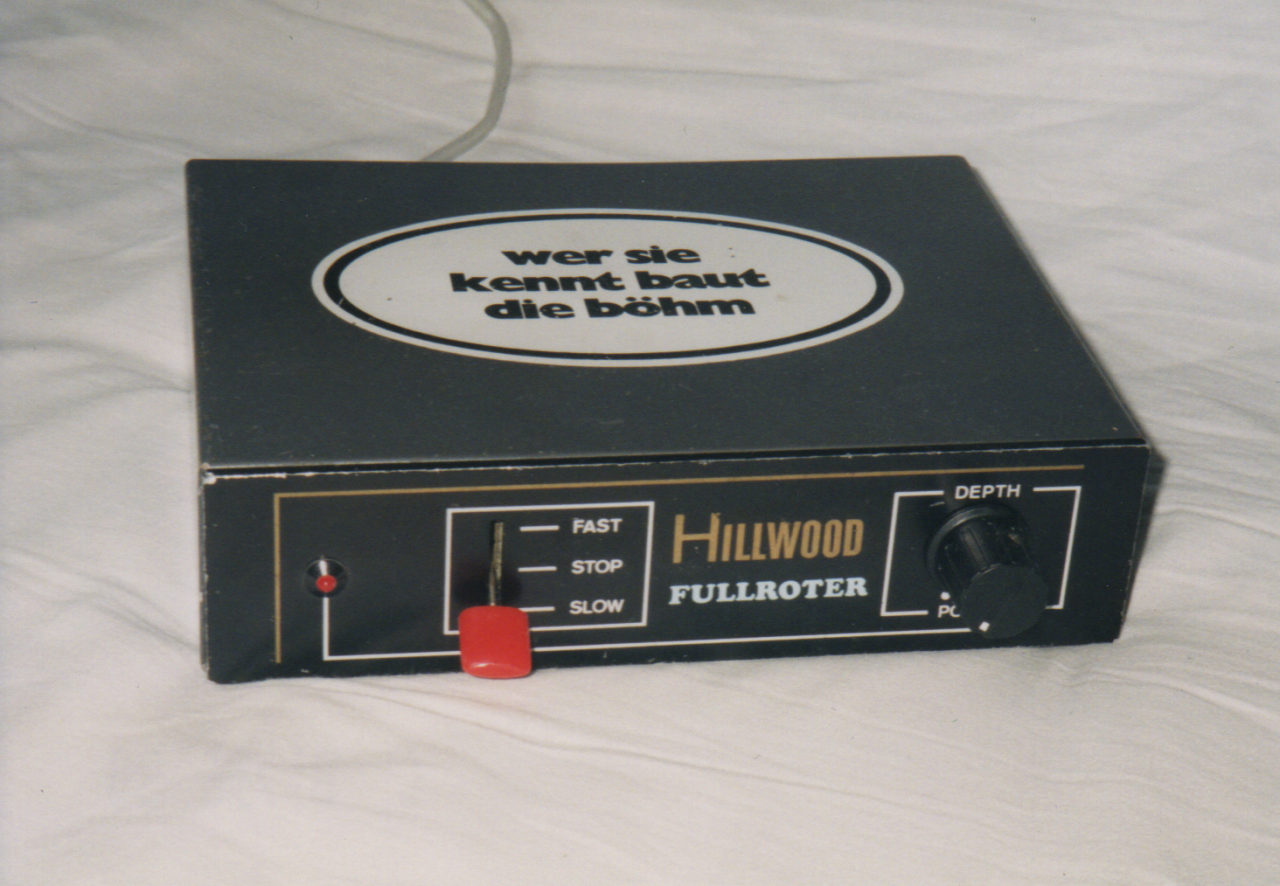 wer sie
kennt baut
die böhm
FAST
STOP
SLOW
HILLWOOD
FULLROTER
DEPTH